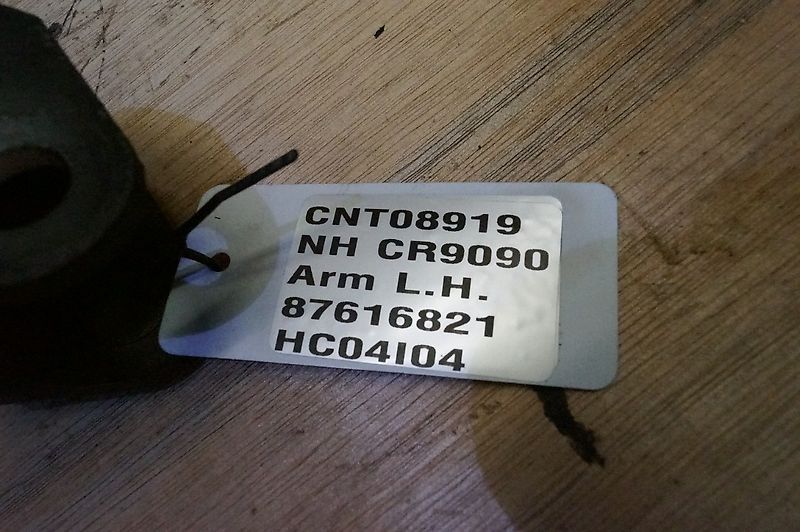 CNT08919
NH CR9090
Arm L.H.
87616821
HC04I04